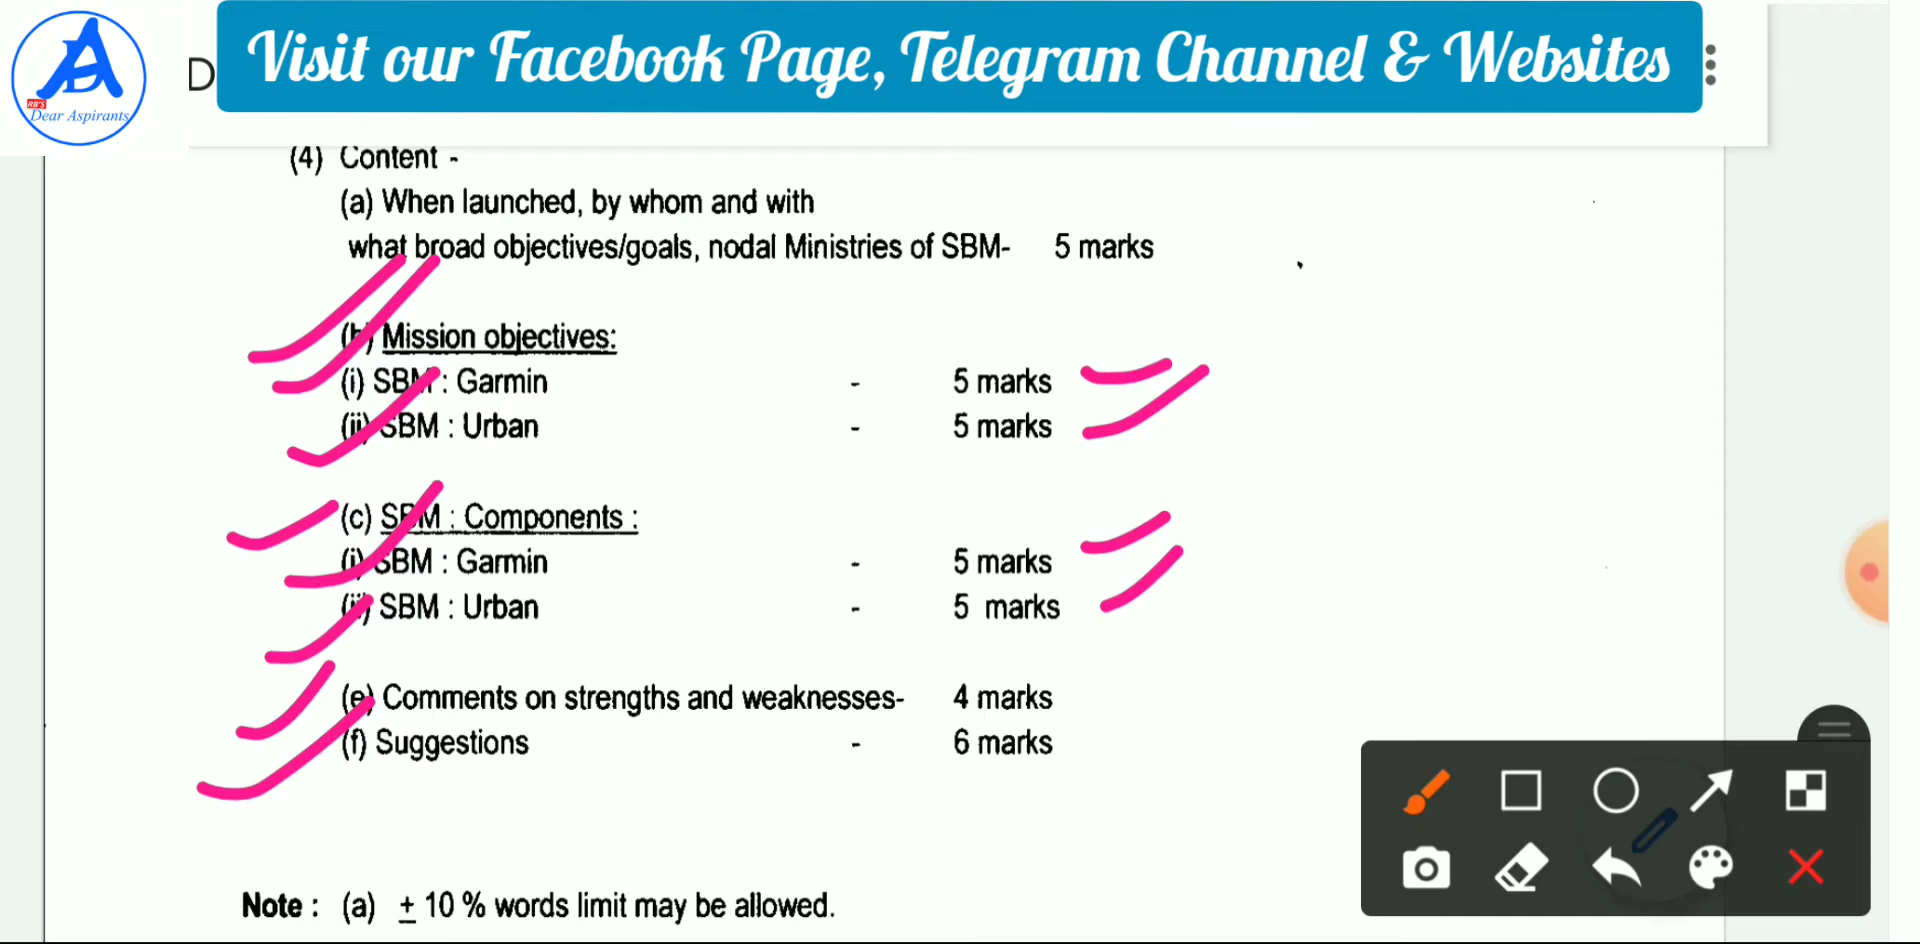 RB'S
Dear Aspirants
D
Visit our Facebook Page, Telegram Channel & Websites
(4) Content -
(a) When launched, by whom and with
what broad objectives/goals, nodal Ministries of SBM- 5 marks
(b) Mission objectives:
(i) SBM : Garmin - 5 marks
(ii) SBM : Urban - 5 marks
(c) SBM : Components :
(i) SBM : Garmin - 5 marks
(ii) SBM : Urban - 5 marks
(e) Comments on strengths and weaknesses- 4 marks
(f) Suggestions - 6 marks
Note : (a) ± 10 % words limit may be allowed.